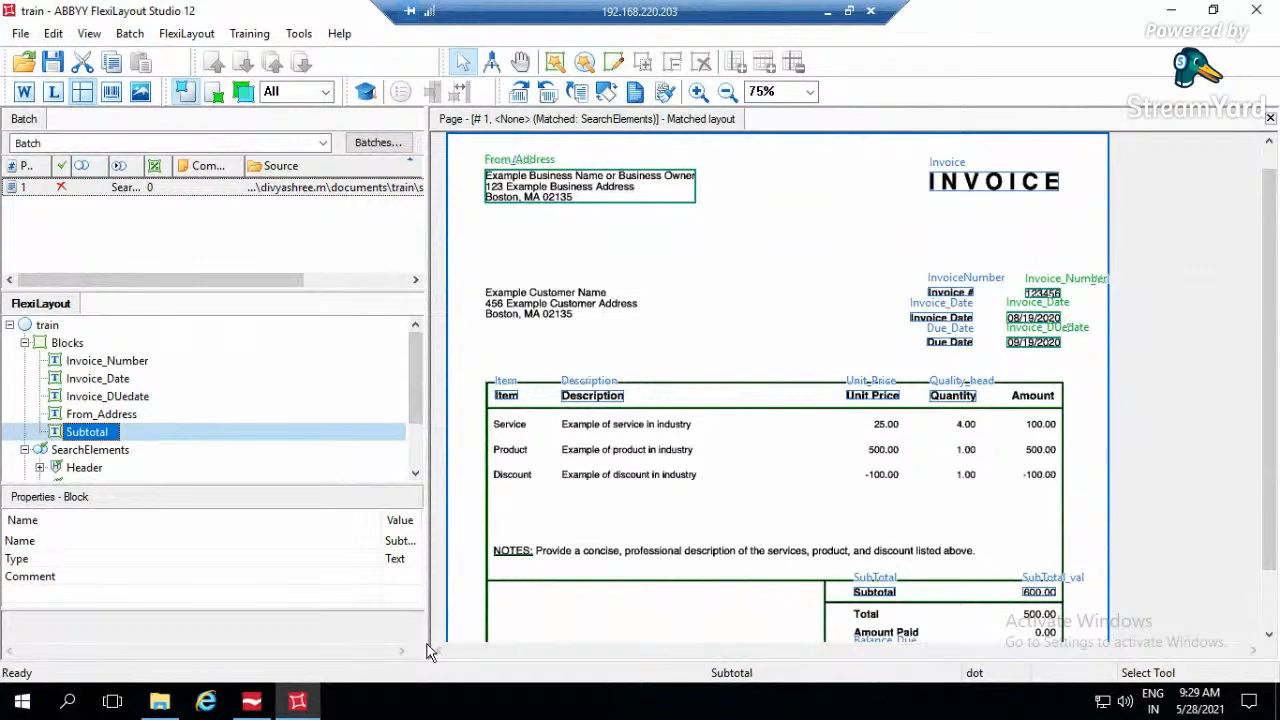 train - ABBYY FlexiLayout Studio 12
192.168.220.203
Powered by
StreamYard
File Edit View Batch FlexiLayout Training Tools Help
All
75%
Batch
Page - [# 1, <None> (Matched: SearchElements)] - Matched layout
Batch
Batches...
# P.. Com... Source
1 Sear... 0 ...\divyashree.m\documents\train\s
FlexiLayout
train
Blocks
Invoice_Number
Invoice_Date
Invoice_DUedate
From_Address
Subtotal
SearchElements
Header
Properties - Block
Name Value
Name Subt...
Type Text
Comment
From_Address
Example Business Name or Business Owner
123 Example Business Address
Boston, MA 02135
Invoice
INVOICE
Example Customer Name
456 Example Customer Address
Boston, MA 02135
InvoiceNumber Invoice_Number
Invoice # 123456
Invoice_Date Invoice_Date
Invoice Date 08/19/2020
Due_Date Invoice_DUedate
Due Date 09/19/2020
Item Description Unit_Price Quality_head
Item Description Unit Price Quantity Amount
Service Example of service in industry 25.00 4.00 100.00
Product Example of product in industry 500.00 1.00 500.00
Discount Example of discount in industry -100.00 1.00 -100.00
NOTES: Provide a concise, professional description of the services, product, and discount listed above.
SubTotal SubTotal_val
Subtotal 600.00
Total 500.00
Amount Paid 0.00
Balance_Due
Activate Windows
Go to Settings to activate Windows.
Ready Subtotal dot Select Tool
ENG
IN
9:29 AM
5/28/2021